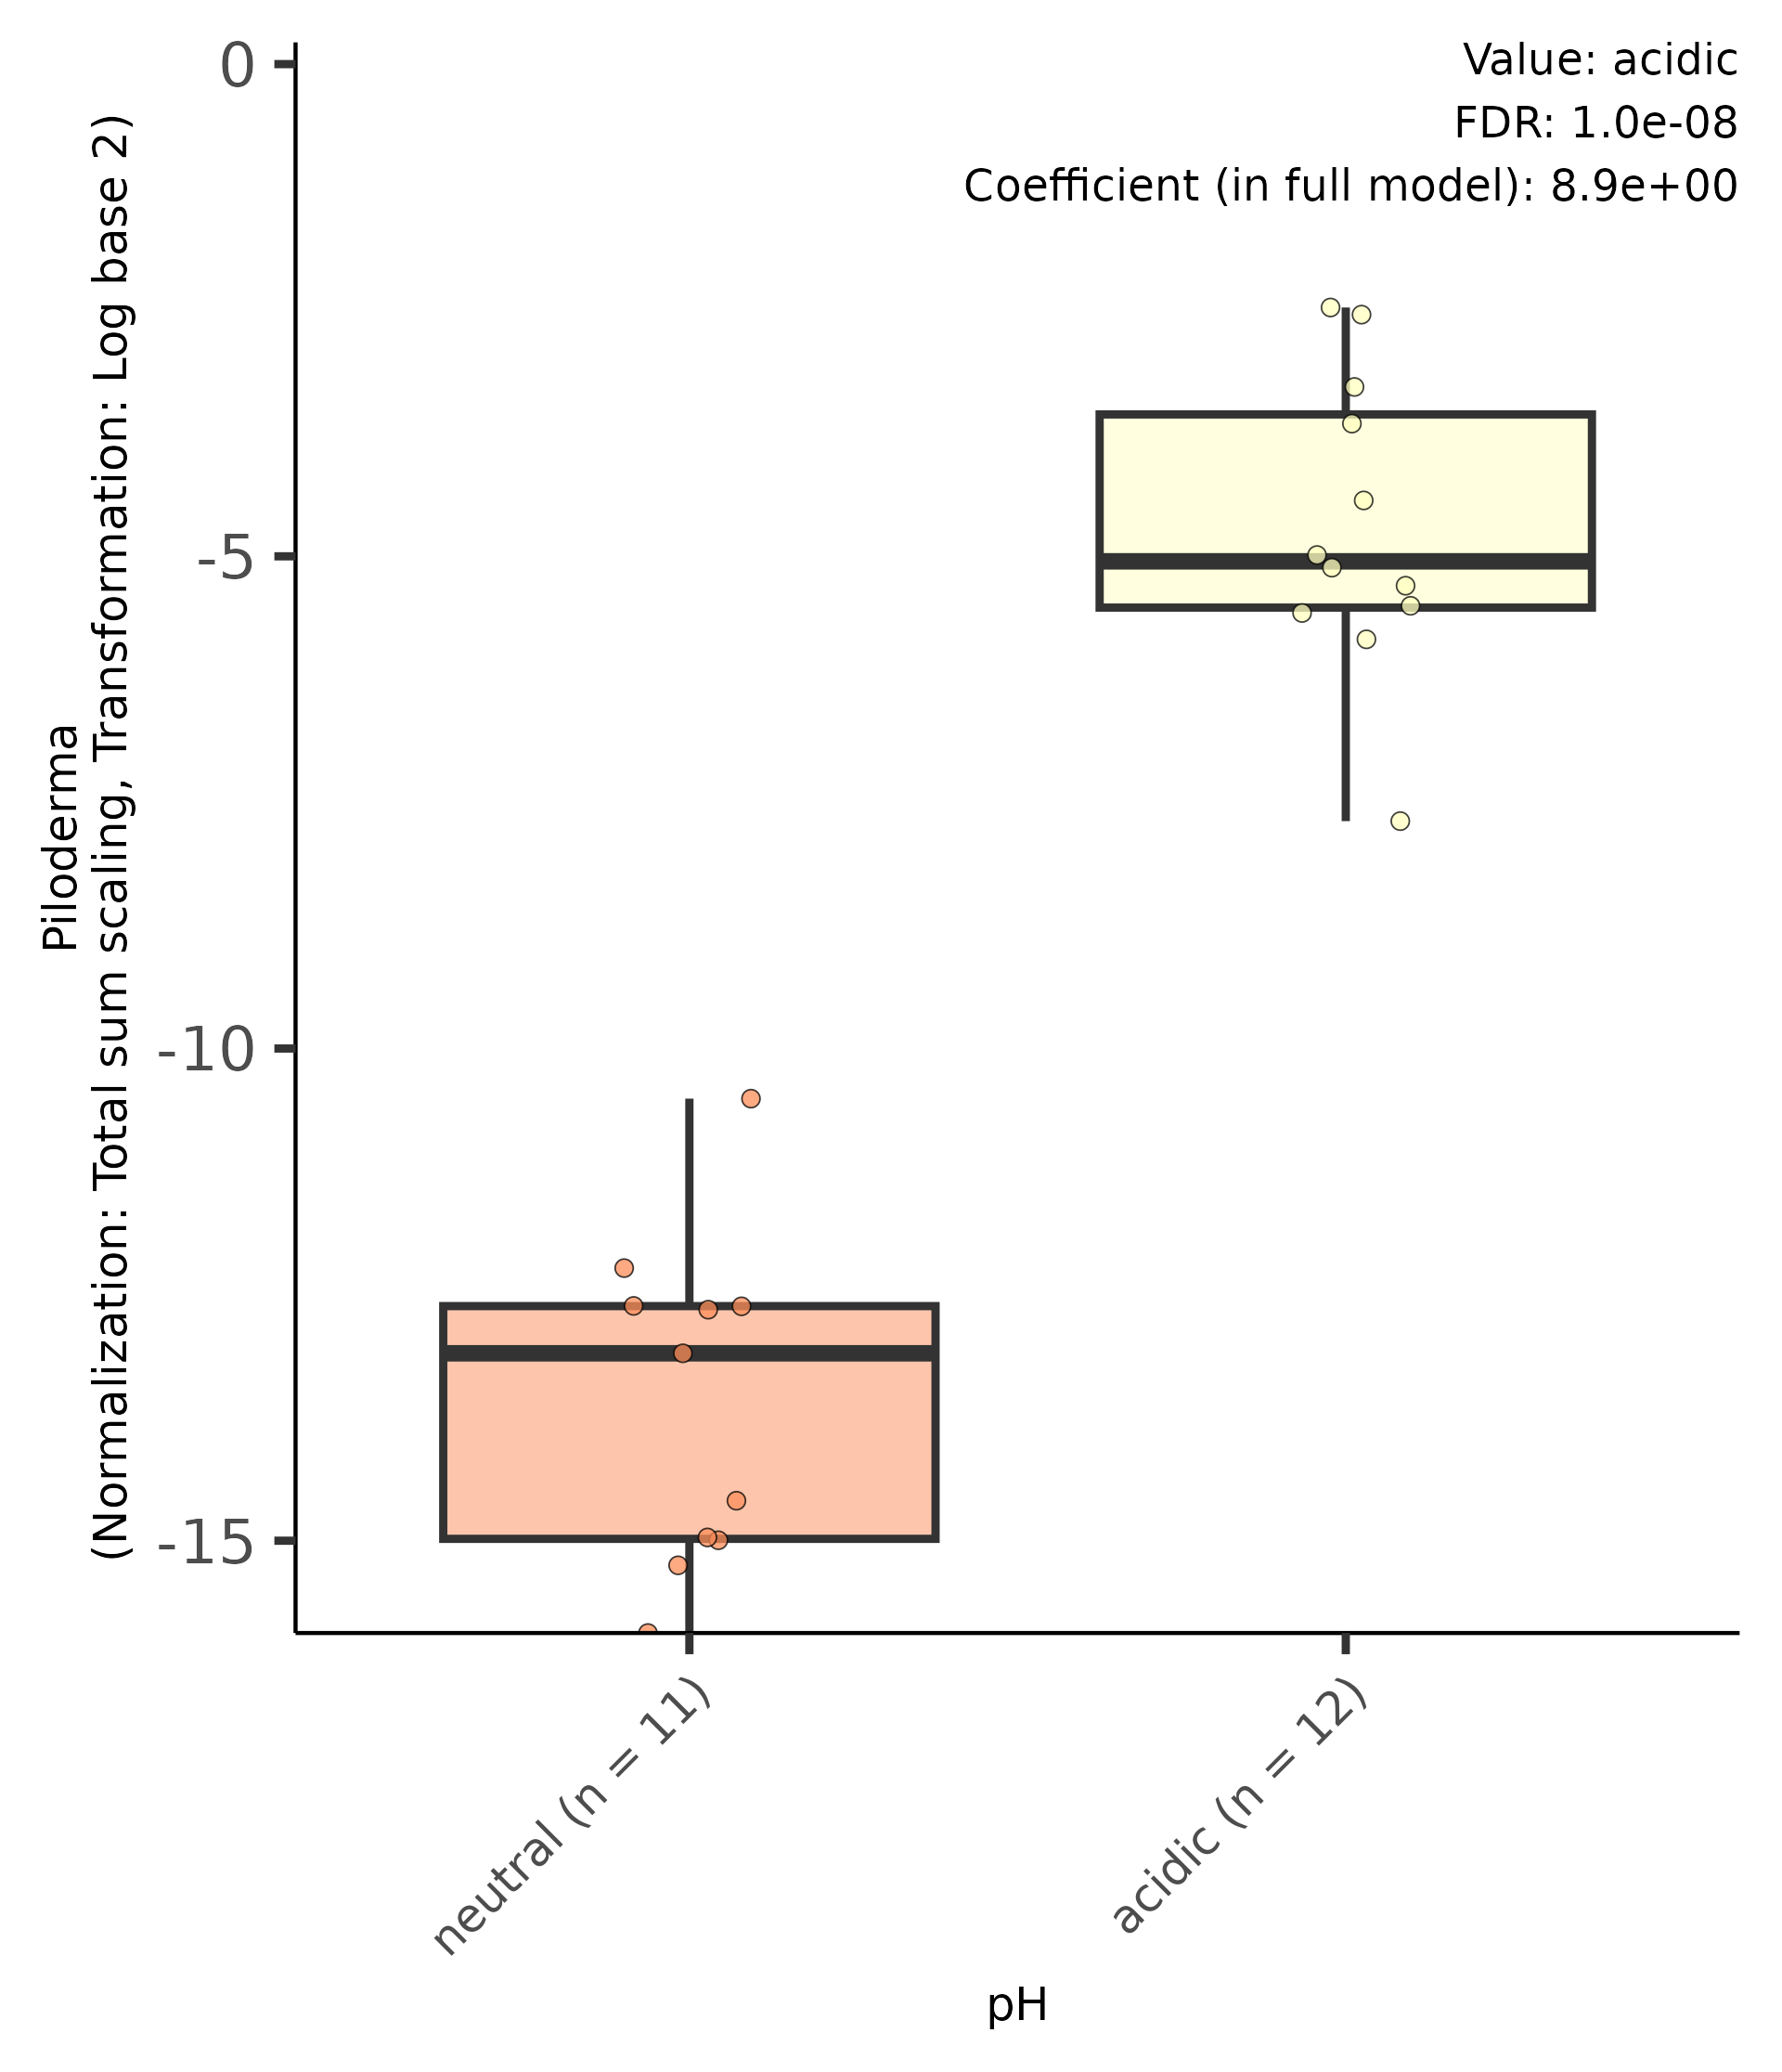 Value: acidic
FDR: 1.0e-08
Coefficient (in full model): 8.9e+00
Piloderma
(Normalization: Total sum scaling, Transformation: Log base 2)
0
-5
-10
-15
neutral (n = 11)
acidic (n = 12)
pH